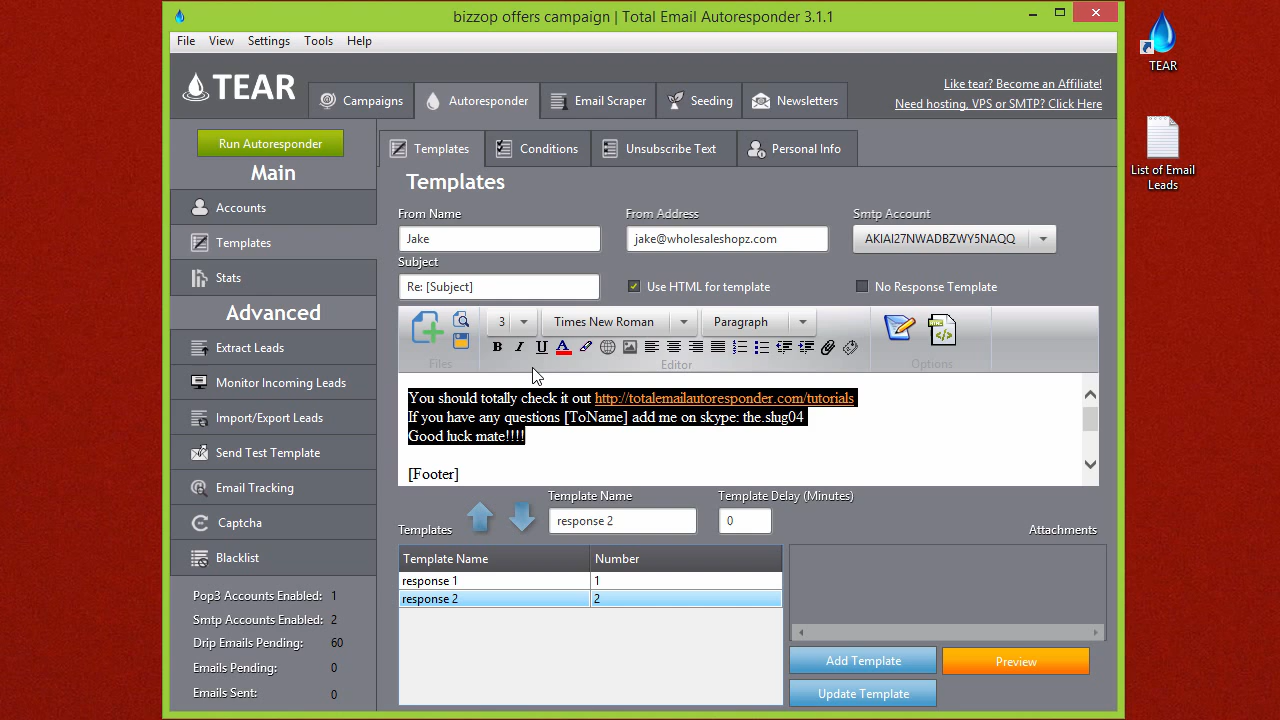 bizzop offers campaign | Total Email Autoresponder 3.1.1
File View Settings Tools Help
TEAR
Campaigns Autoresponder Email Scraper Seeding Newsletters
Like tear? Become an Affiliate!
Need hosting, VPS or SMTP? Click Here
Run Autoresponder
Main
Accounts
Templates
Stats
Advanced
Extract Leads
Monitor Incoming Leads
Import/Export Leads
Send Test Template
Email Tracking
Captcha
Blacklist
Pop3 Accounts Enabled: 1
Smtp Accounts Enabled: 2
Drip Emails Pending: 60
Emails Pending: 0
Emails Sent: 0
Templates Conditions Unsubscribe Text Personal Info
Templates
From Name From Address Smtp Account
Jake jake@wholesaleshopz.com AKIAI27NWADBZWY5NAQQ
Subject
Re: [Subject] Use HTML for template No Response Template
3 Times New Roman Paragraph
B I U A
Files Editor Options
You should totally check it out http://totalemailautoresponder.com/tutorials
If you have any questions [ToName] add me on skype: the.slug04
Good luck mate!!!!
[Footer]
Template Name Template Delay (Minutes)
response 2 0
Templates Attachments
Template Name Number
response 1 1
response 2 2
Add Template Preview
Update Template
TEAR
List of Email
Leads